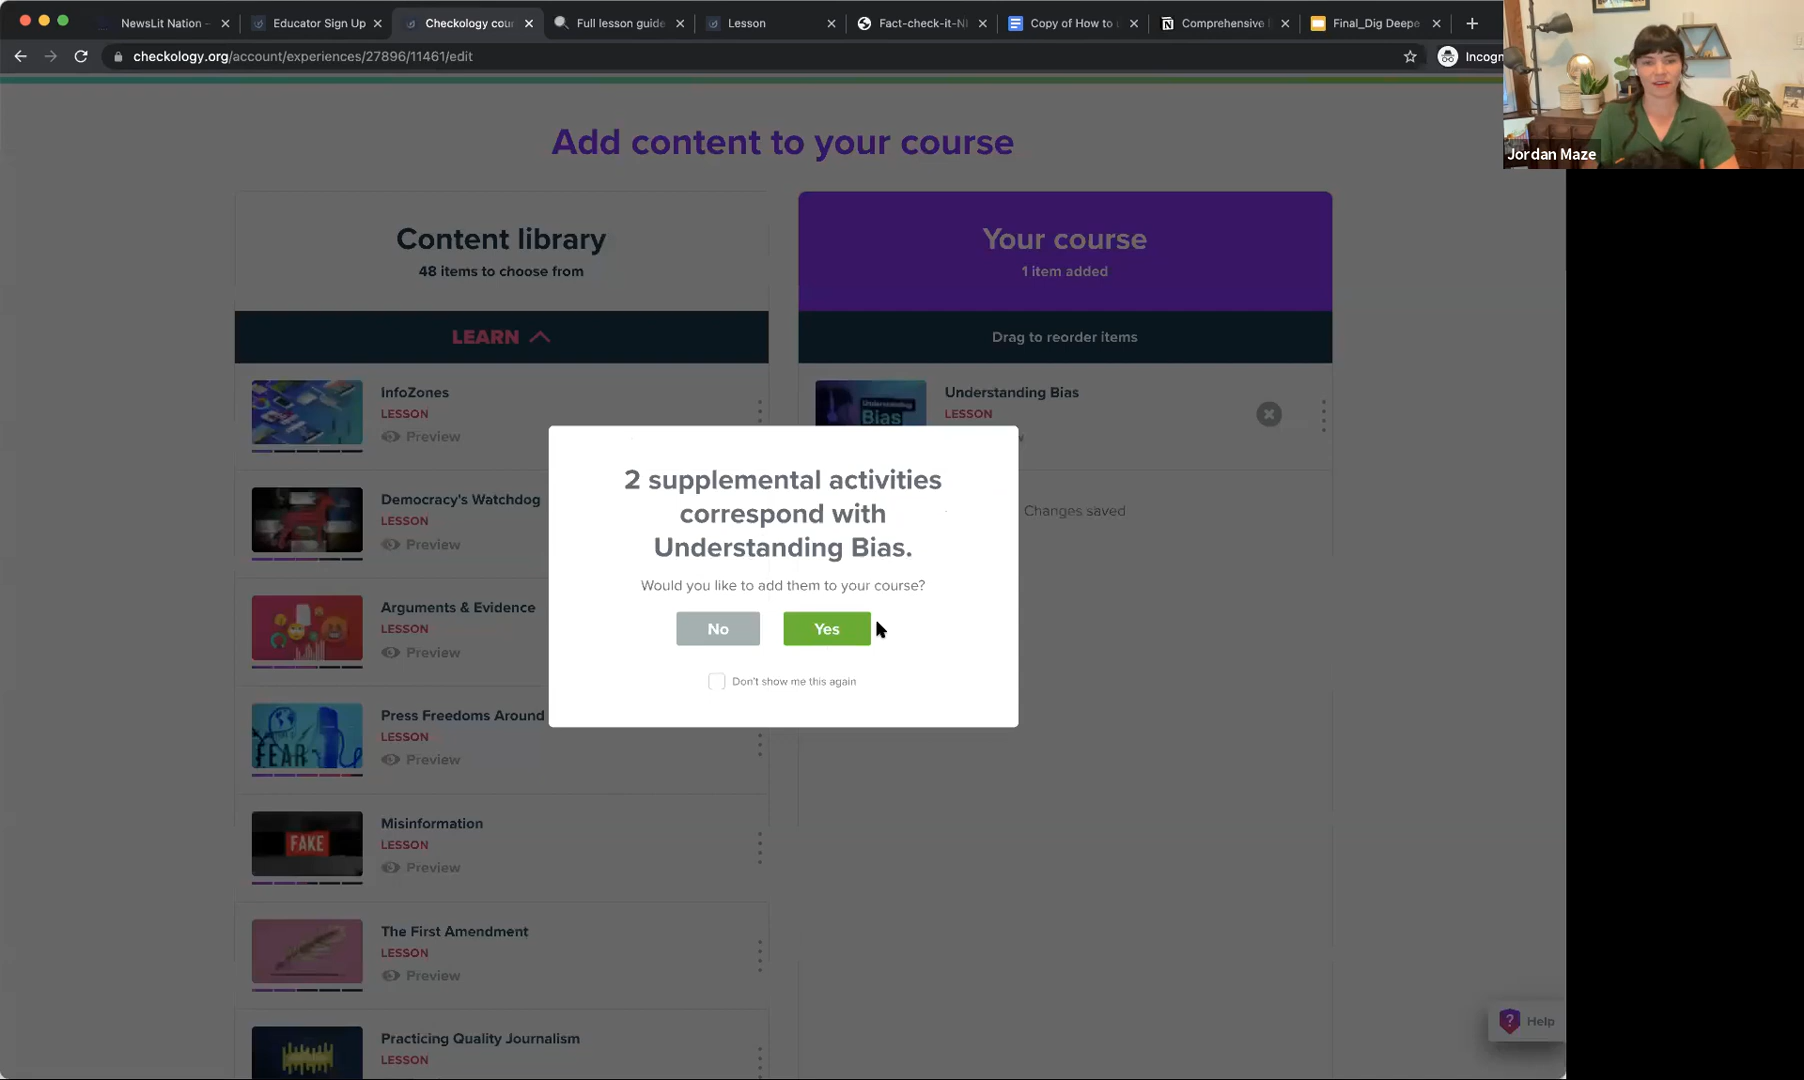 NewsLit Nation -
Educator Sign Up
Checkology cou
Full lesson guide
Lesson
Fact-check-it-NL
Copy of How to
Comprehensive
Final_Dig Deepe
checkology.org/account/experiences/27896/11461/edit
Incogn
Jordan Maze
Add content to your course
Content library
48 items to choose from
Your course
1 item added
LEARN
Drag to reorder items
InfoZones
LESSON
Preview
Understanding Bias
LESSON
Understanding
Bias
Democracy's Watchdog
LESSON
Preview
Changes saved
2 supplemental activities
correspond with
Understanding Bias.
Would you like to add them to your course?
No
Yes
Don't show me this again
Arguments & Evidence
LESSON
Preview
Press Freedoms Around
LESSON
Preview
FEAR
Misinformation
LESSON
Preview
FAKE
The First Amendment
LESSON
Preview
Practicing Quality Journalism
LESSON
Help